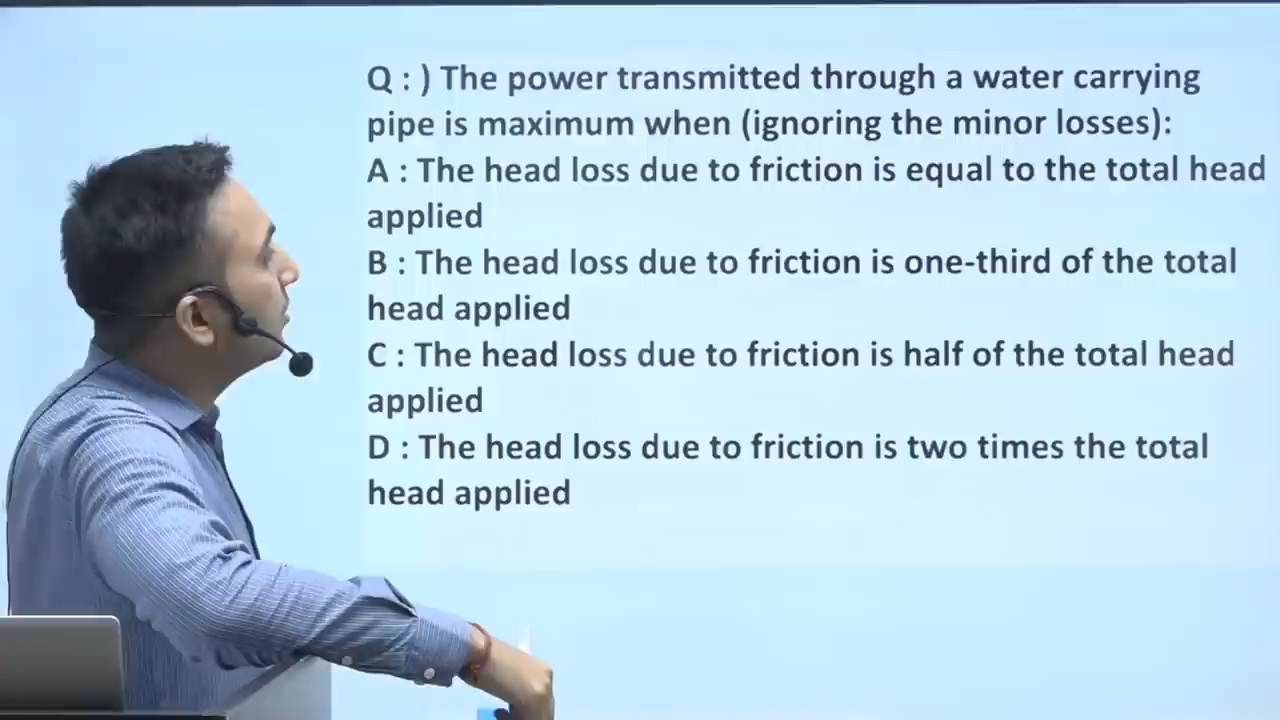 Q : ) The power transmitted through a water carrying
pipe is maximum when (ignoring the minor losses):
A : The head loss due to friction is equal to the total head
applied
B : The head loss due to friction is one-third of the total
head applied
C : The head loss due to friction is half of the total head
applied
D : The head loss due to friction is two times the total
head applied